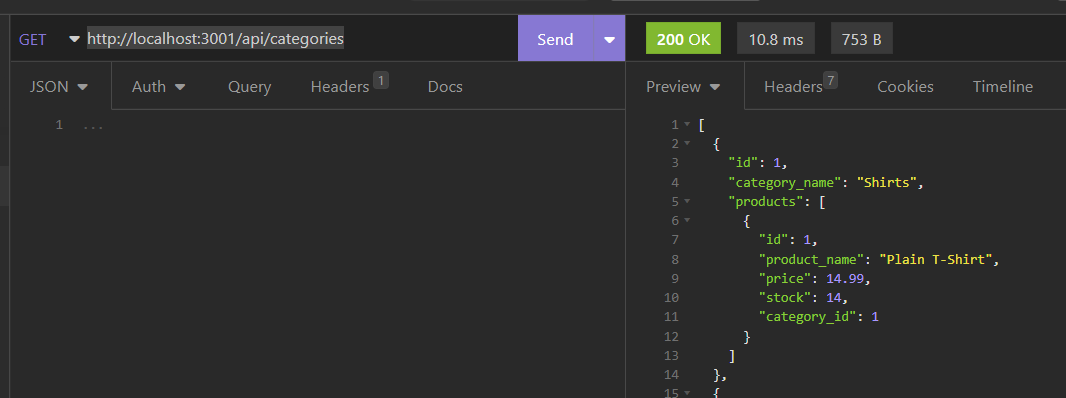 GET http://localhost:3001/api/categories Send 200 OK 10.8 ms 753 B
JSON Auth Query Headers 1 Docs Preview Headers 7 Cookies Timeline
1 ...
1 [
2 {
3 "id": 1,
4 "category_name": "Shirts",
5 "products": [
6 {
7 "id": 1,
8 "product_name": "Plain T-Shirt",
9 "price": 14.99,
10 "stock": 14,
11 "category_id": 1
12 }
13 ]
14 },
15 {